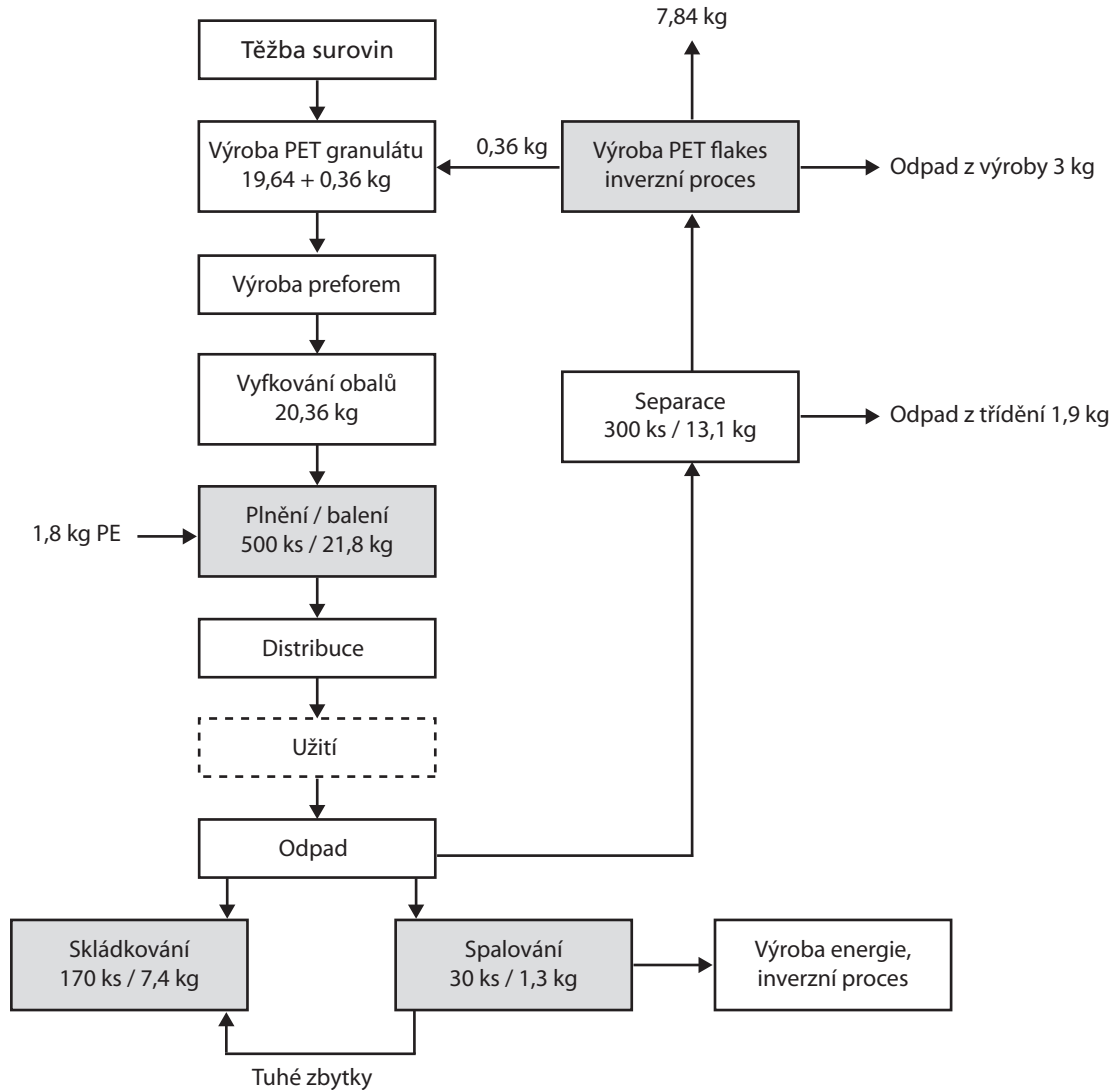 7,84 kg
Těžba surovin
Výroba PET granulátu
19,64 + 0,36 kg
0,36 kg
Výroba PET flakes
inverzní proces
Odpad z výroby 3 kg
Výroba preforem
Vyfkování obalů
20,36 kg
Separace
300 ks / 13,1 kg
Odpad z třídění 1,9 kg
1,8 kg PE
Plnění / balení
500 ks / 21,8 kg
Distribuce
Užití
Odpad
Skládkování
170 ks / 7,4 kg
Spalování
30 ks / 1,3 kg
Výroba energie,
inverzní proces
Tuhé zbytky